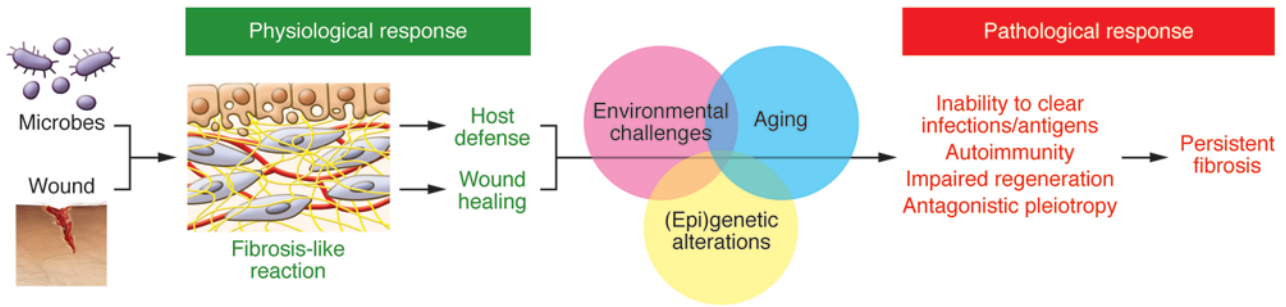 Physiological response
Pathological response
Microbes
Wound
Fibrosis-like
reaction
Host
defense
Wound
healing
Environmental
challenges
Aging
(Epi)genetic
alterations
Inability to clear
infections/antigens
Autoimmunity
Impaired regeneration
Antagonistic pleiotropy
Persistent
fibrosis